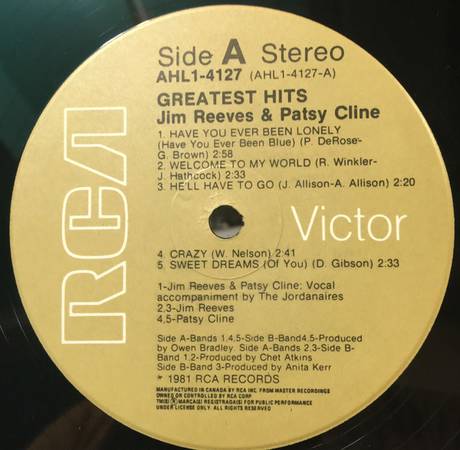 RCA
Side A Stereo
AHL1-4127 (AHL1-4127-A)
GREATEST HITS
Jim Reeves & Patsy Cline
1. HAVE YOU EVER BEEN LONELY
(Have You Ever Been Blue) (P. DeRose-
G. Brown) 2:58
2. WELCOME TO MY WORLD (R. Winkler-
J. Hathcock) 2:33
3. HE'LL HAVE TO GO (J. Allison-A. Allison) 2:20
Victor
4. CRAZY (W. Nelson) 2:41
5. SWEET DREAMS (Of You) (D. Gibson) 2:33
1-Jim Reeves & Patsy Cline: Vocal
accompaniment by The Jordanaires
2,3-Jim Reeves
4,5-Patsy Cline
Side A-Bands 1.4,5-Side B-Band4.5-Produced
by Owen Bradley. Side A-Bands 2.3-Side B-
Band 1.2-Produced by Chet Atkins
Side B-Band 3-Produced by Anita Kerr
* 1981 RCA RECORDS
MANUFACTURED IN CANADA BY RCA INC. FROM MASTER RECORDINGS
OWNED OR CONTROLLED BY RCA CORP
TM(S) ® MARCA(S) REGISTRAGA(S) FOR PUBLIC PERFORMANCE
UNDER LICENSE ONLY. ALL RIGHTS RESERVED